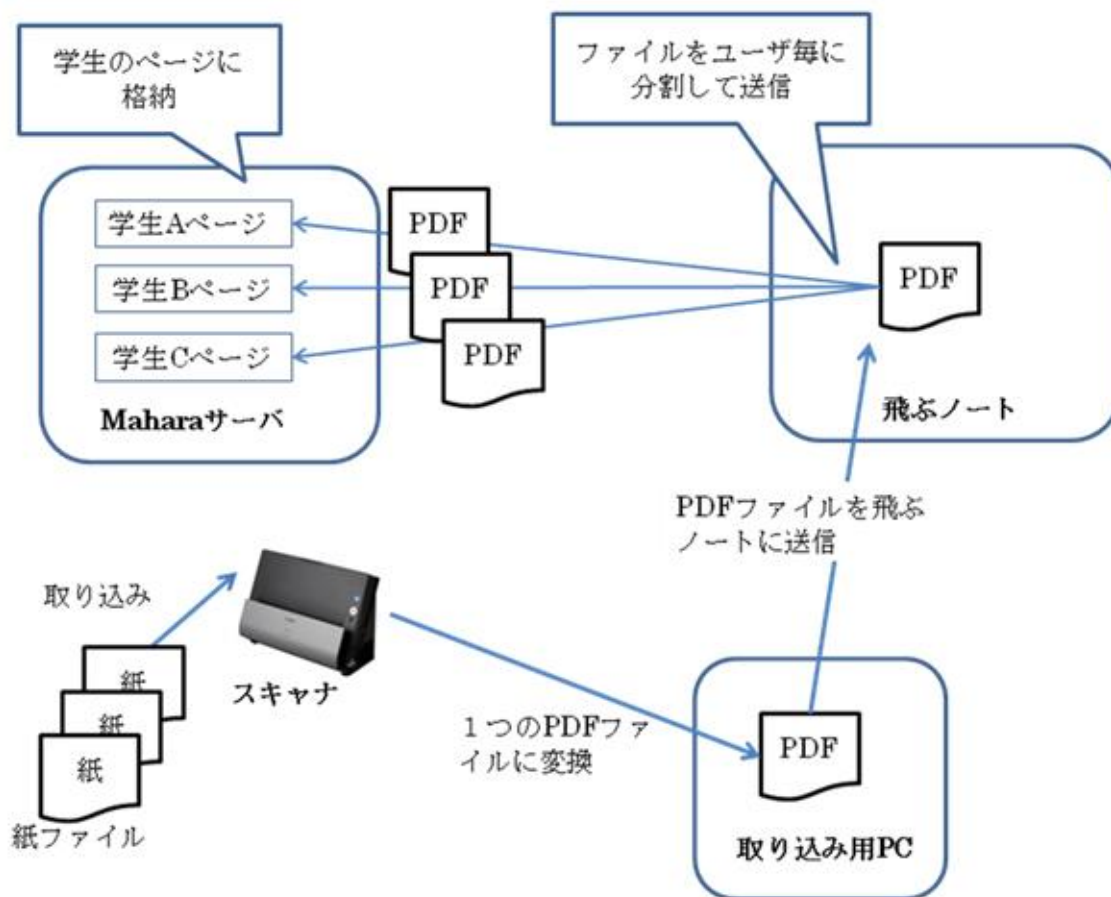 学生のページに
格納
ファイルをユーザ毎に
分割して送信
学生Aページ
学生Bページ
学生Cページ
Maharaサーバ
PDF
PDF
PDF
PDF
飛ぶノート
PDFファイルを飛ぶ
ノートに送信
取り込み
スキャナ
紙
紙
紙
紙ファイル
1つのPDFファ
イルに変換
PDF
取り込み用PC